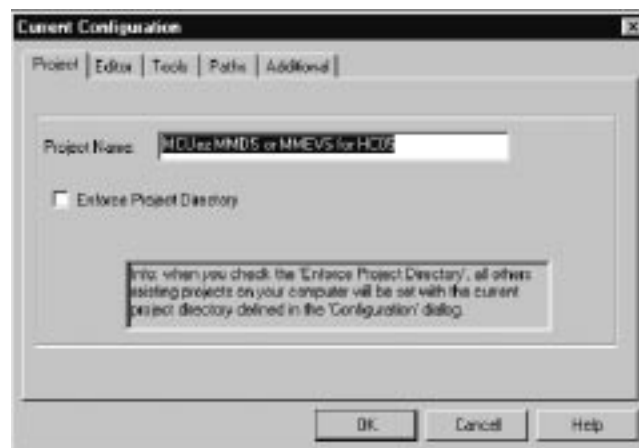 Current Configuration
Project Editor Tools Paths Additional
Project Name: MCUez MMDS or MMEVS for HC05
Enforce Project Directory
Info: when you check the 'Enforce Project Directory', all others
existing projects on your computer will be set with the current
project directory defined in the 'Configuration' dialog.
OK Cancel Help